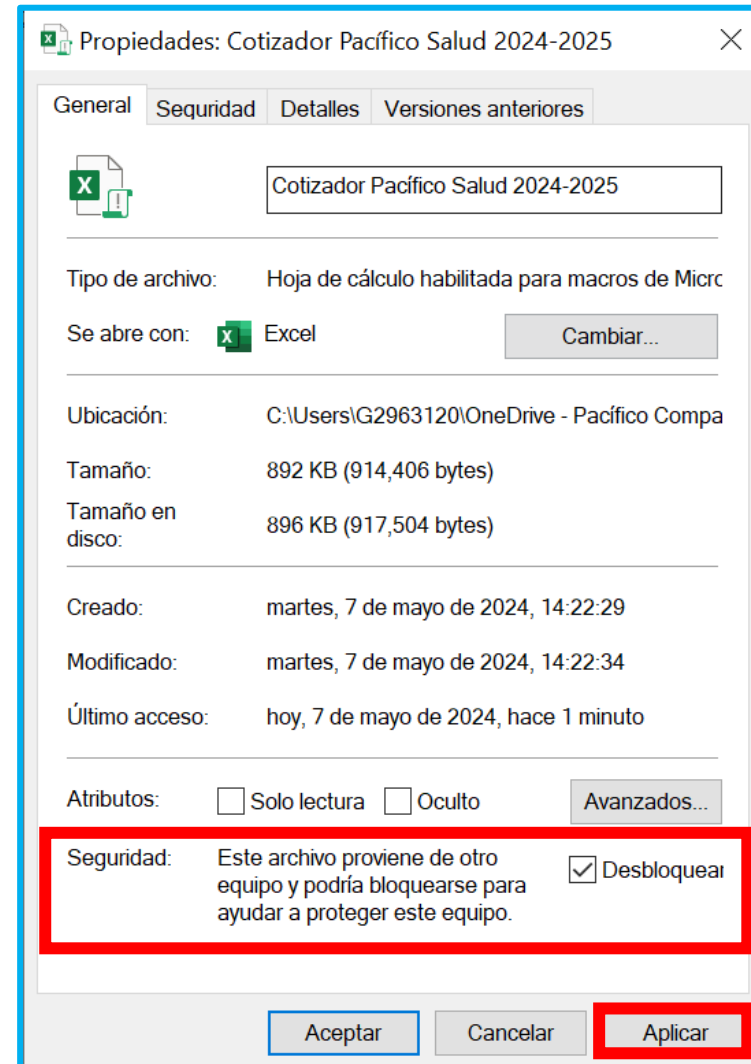 Propiedades: Cotizador Pacífico Salud 2024-2025
General Seguridad Detalles Versiones anteriores
Cotizador Pacífico Salud 2024-2025
Tipo de archivo: Hoja de cálculo habilitada para macros de Micro
Se abre con: Excel Cambiar...
Ubicación: C:\Users\G2963120\OneDrive - Pacífico Compa
Tamaño: 892 KB (914,406 bytes)
Tamaño en
disco: 896 KB (917,504 bytes)
Creado: martes, 7 de mayo de 2024, 14:22:29
Modificado: martes, 7 de mayo de 2024, 14:22:34
Último acceso: hoy, 7 de mayo de 2024, hace 1 minuto
Atributos: Solo lectura Oculto Avanzados...
Seguridad: Este archivo proviene de otro
equipo y podría bloquearse para
ayudar a proteger este equipo.
Desbloquear
Aceptar Cancelar Aplicar